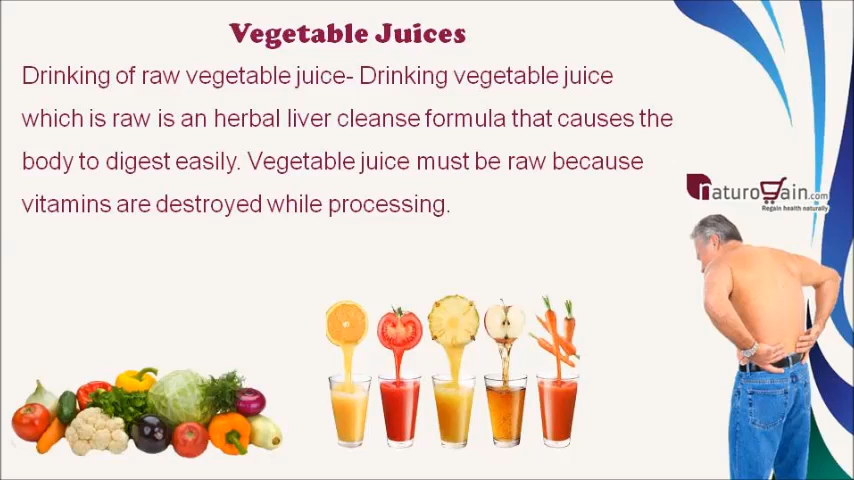 Vegetable Juices
Drinking of raw vegetable juice- Drinking vegetable juice
which is raw is an herbal liver cleanse formula that causes the
body to digest easily. Vegetable juice must be raw because
vitamins are destroyed while processing.
naturogain.com
Regain health naturally